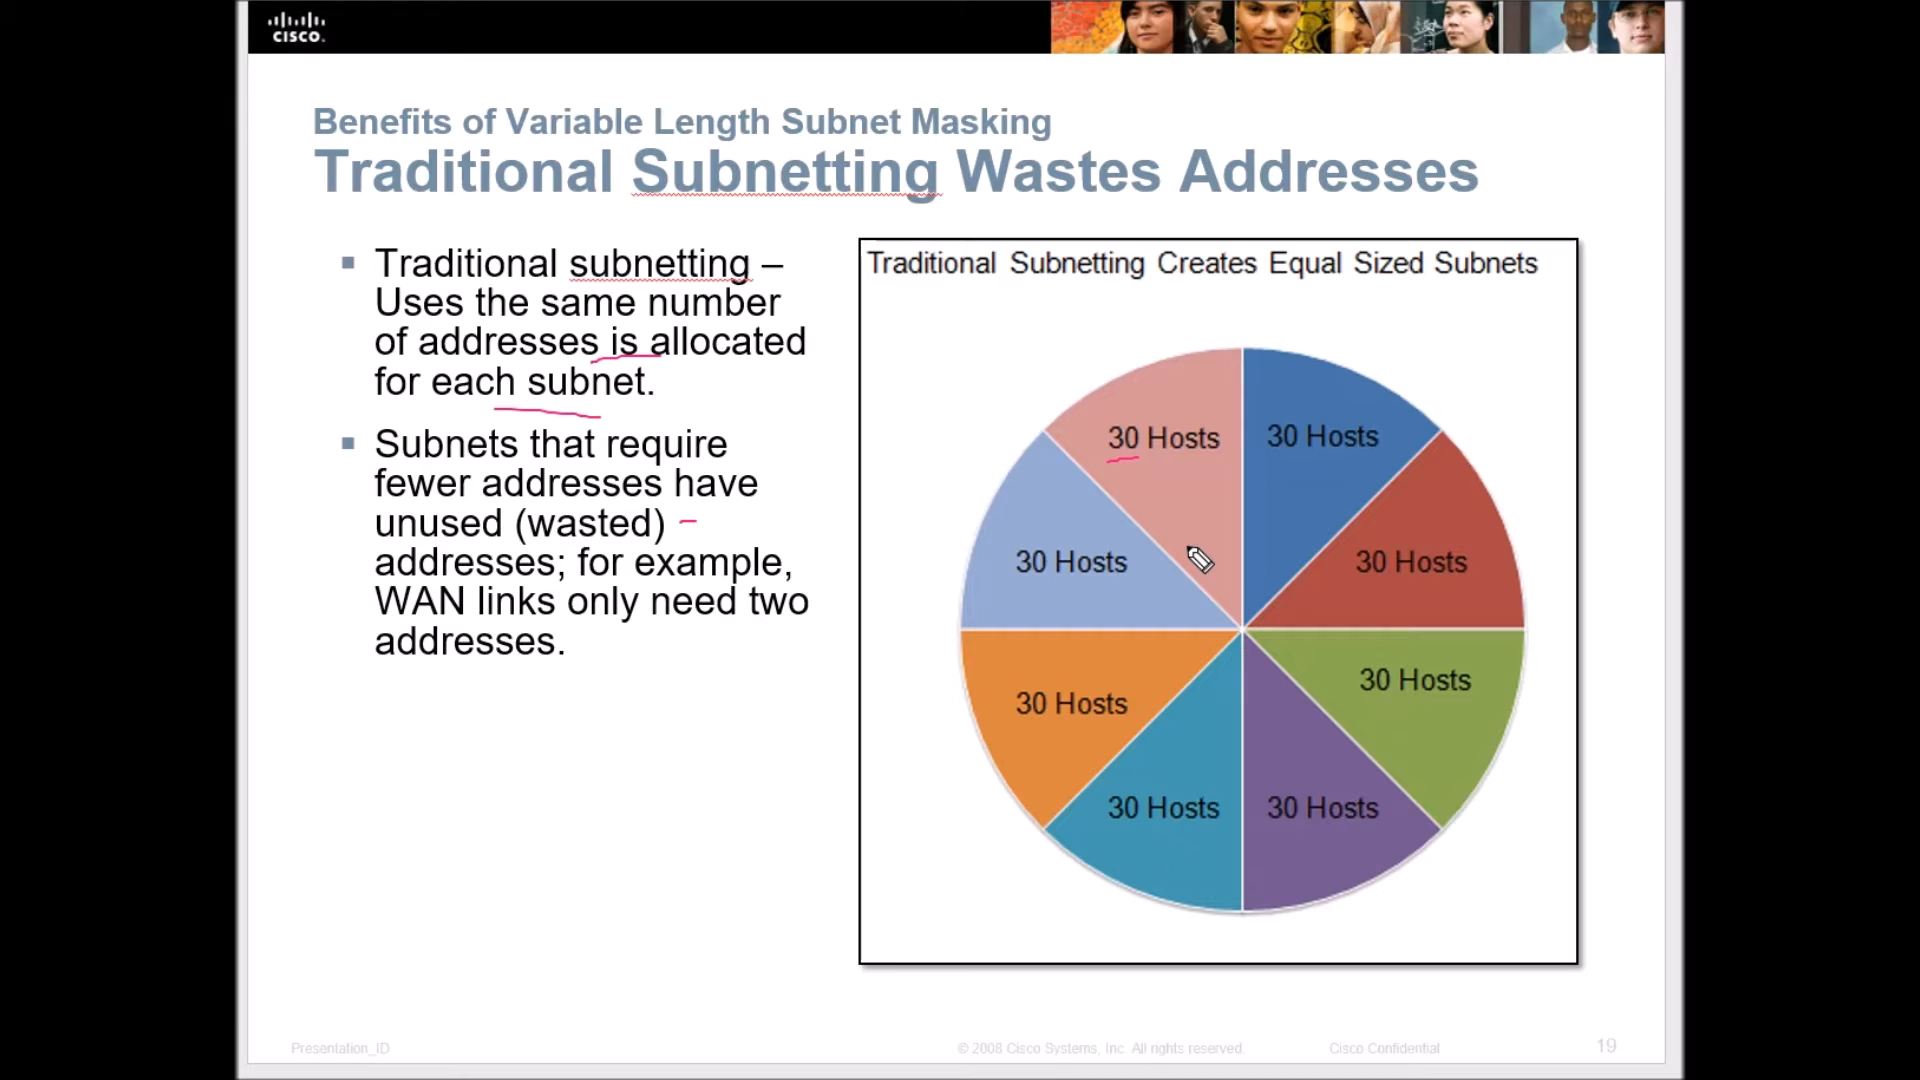 CISCO.
Benefits of Variable Length Subnet Masking
Traditional Subnetting Wastes Addresses
Traditional subnetting –
Uses the same number
of addresses is allocated
for each subnet.
Subnets that require
fewer addresses have
unused (wasted)
addresses; for example,
WAN links only need two
addresses.
Traditional Subnetting Creates Equal Sized Subnets
30 Hosts
30 Hosts
30 Hosts
30 Hosts
30 Hosts
30 Hosts
30 Hosts
30 Hosts
Presentation_ID
© 2008 Cisco Systems, Inc. All rights reserved.
Cisco Confidential
19